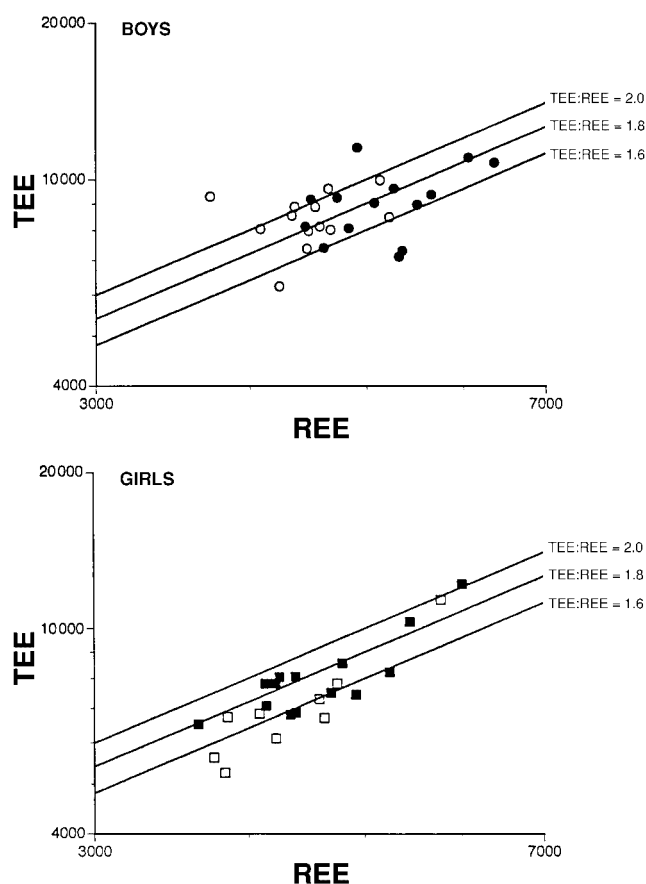 20000
BOYS
TEE:REE = 2.0
TEE:REE = 1.8
TEE:REE = 1.6
10000
TEE
4000
3000
7000
REE
20000
GIRLS
TEE:REE = 2.0
TEE:REE = 1.8
TEE:REE = 1.6
10000
TEE
4000
3000
7000
REE